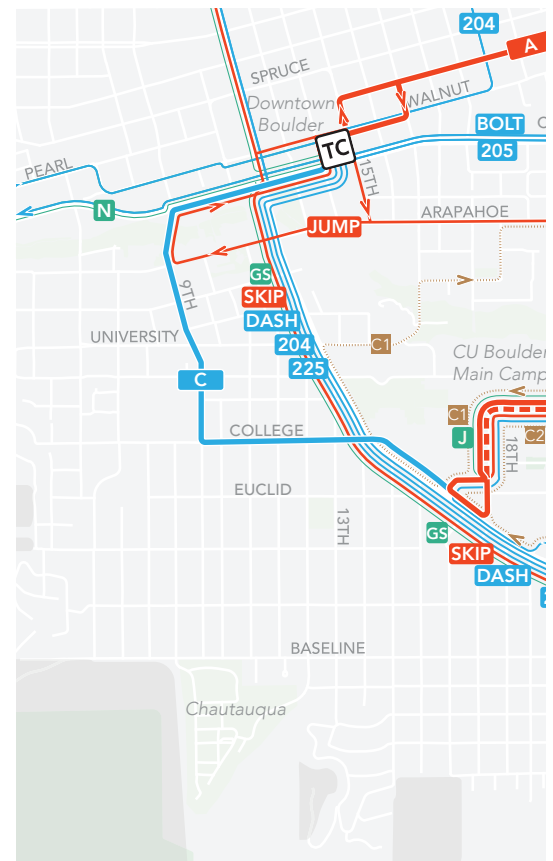 204
A
SPRUCE
WALNUT
Downtown
Boulder
TC
BOLT
205
PEARL
15TH
N
ARAPAHOE
JUMP
GS
SKIP
DASH
9TH
UNIVERSITY
204
C1
225
CU Boulder
Main Camp
C
C1
COLLEGE
J
C2
18TH
EUCLID
13TH
GS
SKIP
DASH
BASELINE
Chautauqua